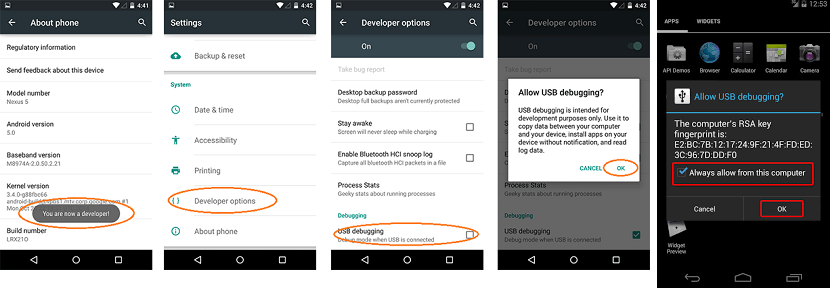 4:41
About phone
Regulatory information
Send feedback about this device
Model number
Nexus 5
Android version
5.0
Baseband version
M8974A-2.0.50.2.21
Kernel version
3.4.0-g88fbc66
You are now a developer!
Build number
LRX21O
4:42
Settings
Backup & reset
System
Date & time
Accessibility
Printing
{ } Developer options
About phone
4:42
Developer options
On
Take bug report
Desktop backup password
Desktop full backups aren't currently protected
Stay awake
Screen will never sleep while charging
Enable Bluetooth HCI snoop log
Capture all bluetooth HCI packets in a file
Process Stats
Geeky stats about running processes
Debugging
USB debugging
Debug mode when USB is connected
4:42
Developer options
On
Take bug report
Allow USB debugging?
USB debugging is intended for
development purposes only. Use it to
copy data between your computer
and your device, install apps on your
device without notification, and read
log data.
CANCEL OK
Process Stats
Geeky stats about running processes
Debugging
USB debugging
Debug mode when USB is connected
12:53
APPS WIDGETS
API Demos Browser Calculator Calendar Camera
Allow USB debugging?
The computer's RSA key
fingerprint is:
E2:BC:7B:12:17:24:9F:21:4F:FD:ED:
3C:96:7D:DD:F0
Always allow from this computer
Cancel OK
Widget
Preview